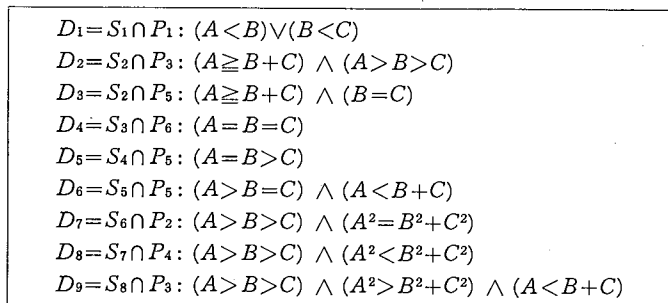 D₁=S₁∩P₁: (A<B)∨(B<C)
D₂=S₂∩P₃: (A≧B+C) ∧ (A>B>C)
D₃=S₂∩P₅: (A≧B+C) ∧ (B=C)
D₄=S₃∩P₆: (A=B=C)
D₅=S₄∩P₅: (A=B>C)
D₆=S₅∩P₅: (A>B=C) ∧ (A<B+C)
D₇=S₆∩P₂: (A>B>C) ∧ (A²=B²+C²)
D₈=S₇∩P₄: (A>B>C) ∧ (A²<B²+C²)
D₉=S₈∩P₃: (A>B>C) ∧ (A²>B²+C²) ∧ (A<B+C)